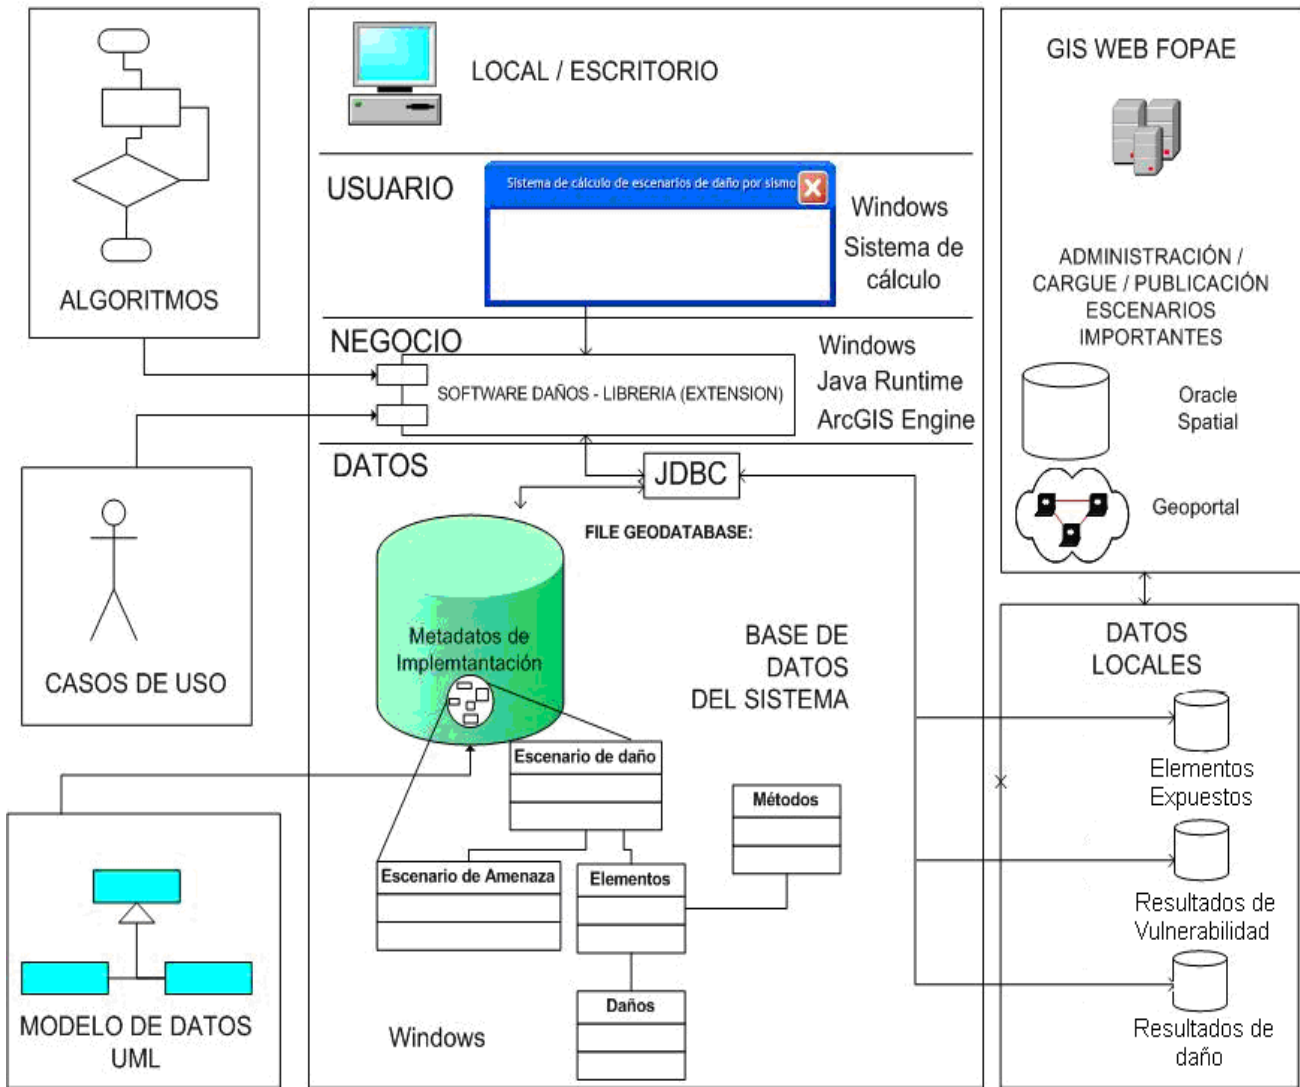 ALGORITMOS
CASOS DE USO
MODELO DE DATOS
UML
LOCAL / ESCRITORIO
USUARIO
Sistema de cálculo de escenarios de daño por sismo
Windows
Sistema de
cálculo
NEGOCIO
SOFTWARE DAÑOS - LIBRERIA (EXTENSION)
Windows
Java Runtime
ArcGIS Engine
DATOS
JDBC
FILE GEODATABASE:
Metadatos de
Implemtantación
BASE DE
DATOS
DEL SISTEMA
Escenario de daño
Métodos
Escenario de Amenaza
Elementos
Daños
Windows
GIS WEB FOPAE
ADMINISTRACIÓN /
CARGUE / PUBLICACIÓN
ESCENARIOS
IMPORTANTES
Oracle
Spatial
Geoportal
DATOS
LOCALES
Elementos
Expuestos
Resultados de
Vulnerabilidad
Resultados de
daño